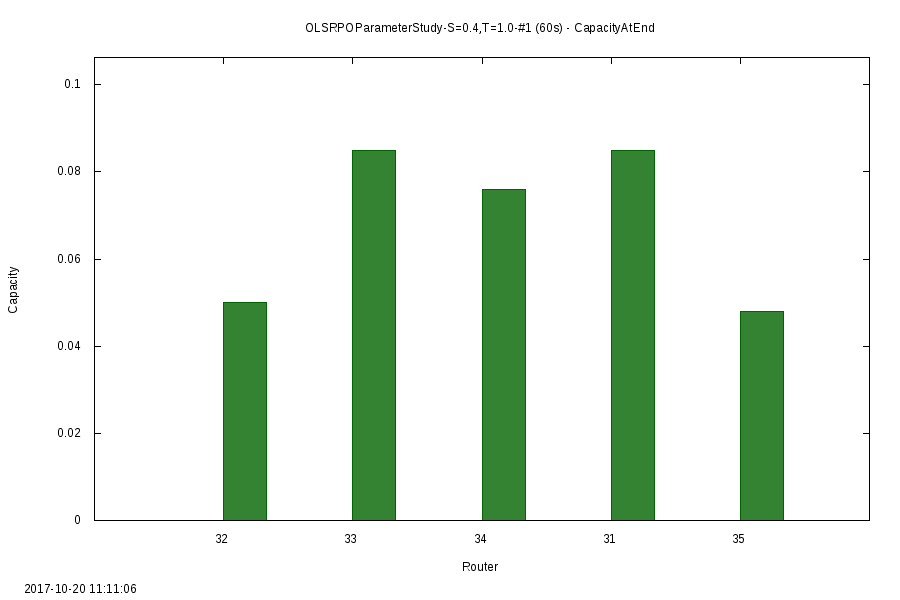 OLSRPOParameterStudy-S=0.4,T=1.0-#1 (60s) - CapacityAtEnd
0.1
0.08
0.06
0.04
0.02
0
Capacity
32 33 34 31 35
Router
2017-10-20 11:11:06